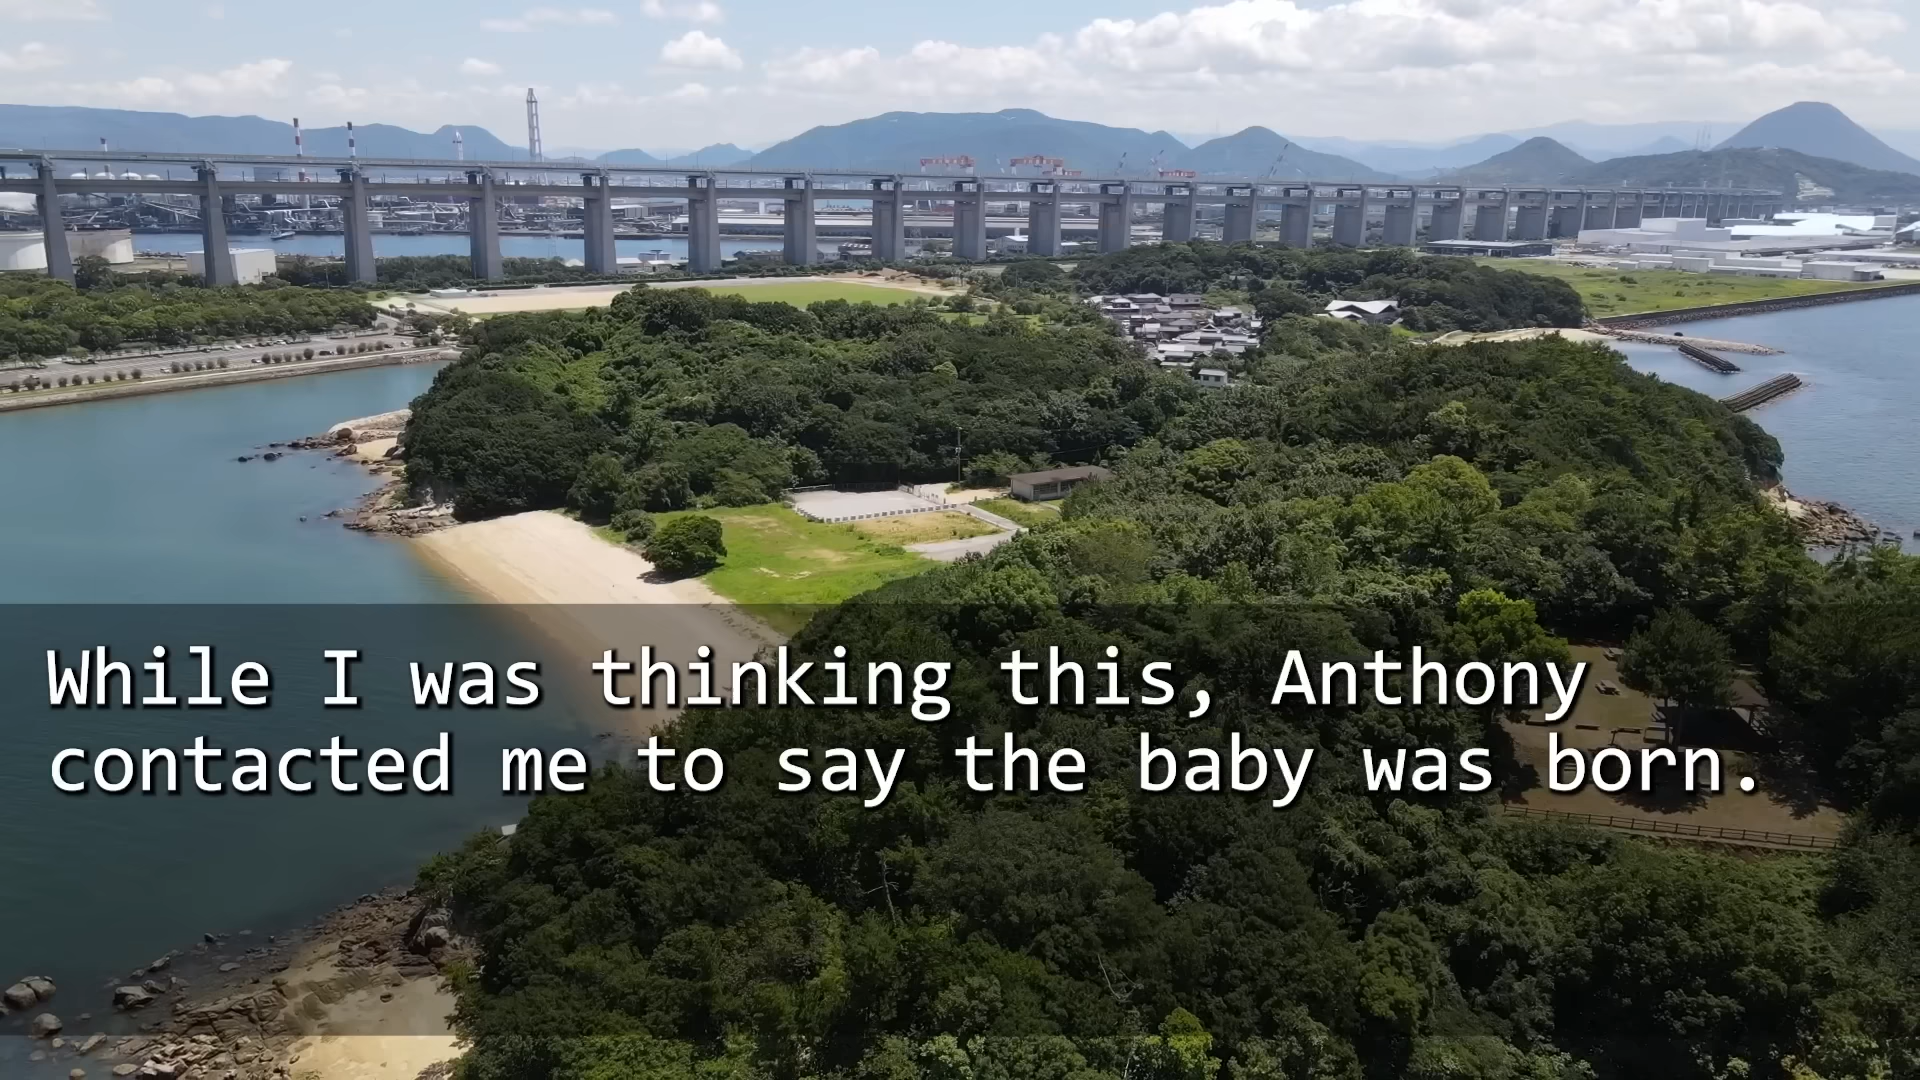 While I was thinking this, Anthony
contacted me to say the baby was born.